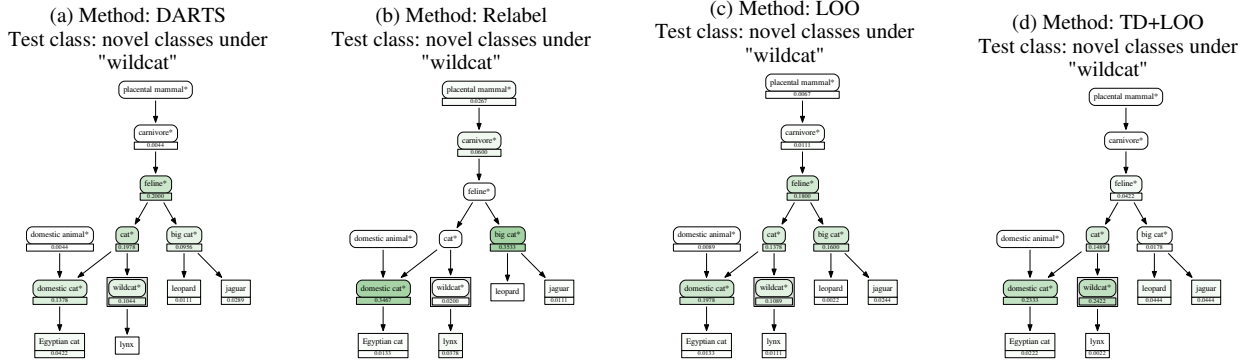 (a) Method: DARTS
Test class: novel classes under
"wildcat"
placental mammal*
carnivore*
0.0044
feline*
0.2000
domestic animal*
0.0044
cat*
0.1978
big cat*
0.0956
domestic cat*
0.1378
wildcat*
0.1044
leopard
0.0111
jaguar
0.0289
Egyptian cat
0.0422
lynx
(b) Method: Relabel
Test class: novel classes under
"wildcat"
placental mammal*
0.0267
carnivore*
0.0600
feline*
domestic animal*
cat*
big cat*
0.3533
domestic cat*
0.3467
wildcat*
0.0200
leopard
jaguar
0.0111
Egyptian cat
0.0133
lynx
0.0378
(c) Method: LOO
Test class: novel classes under
"wildcat"
placental mammal*
0.0067
carnivore*
0.0111
feline*
0.1800
domestic animal*
0.0089
cat*
0.1378
big cat*
0.1600
domestic cat*
0.1978
wildcat*
0.1089
leopard
0.0022
jaguar
0.0244
Egyptian cat
0.0133
lynx
0.0111
(d) Method: TD+LOO
Test class: novel classes under
"wildcat"
placental mammal*
carnivore*
feline*
0.0422
domestic animal*
cat*
0.1489
big cat*
0.0178
domestic cat*
0.2333
wildcat*
0.2422
leopard
0.0444
jaguar
0.0444
Egyptian cat
0.0222
lynx
0.0022